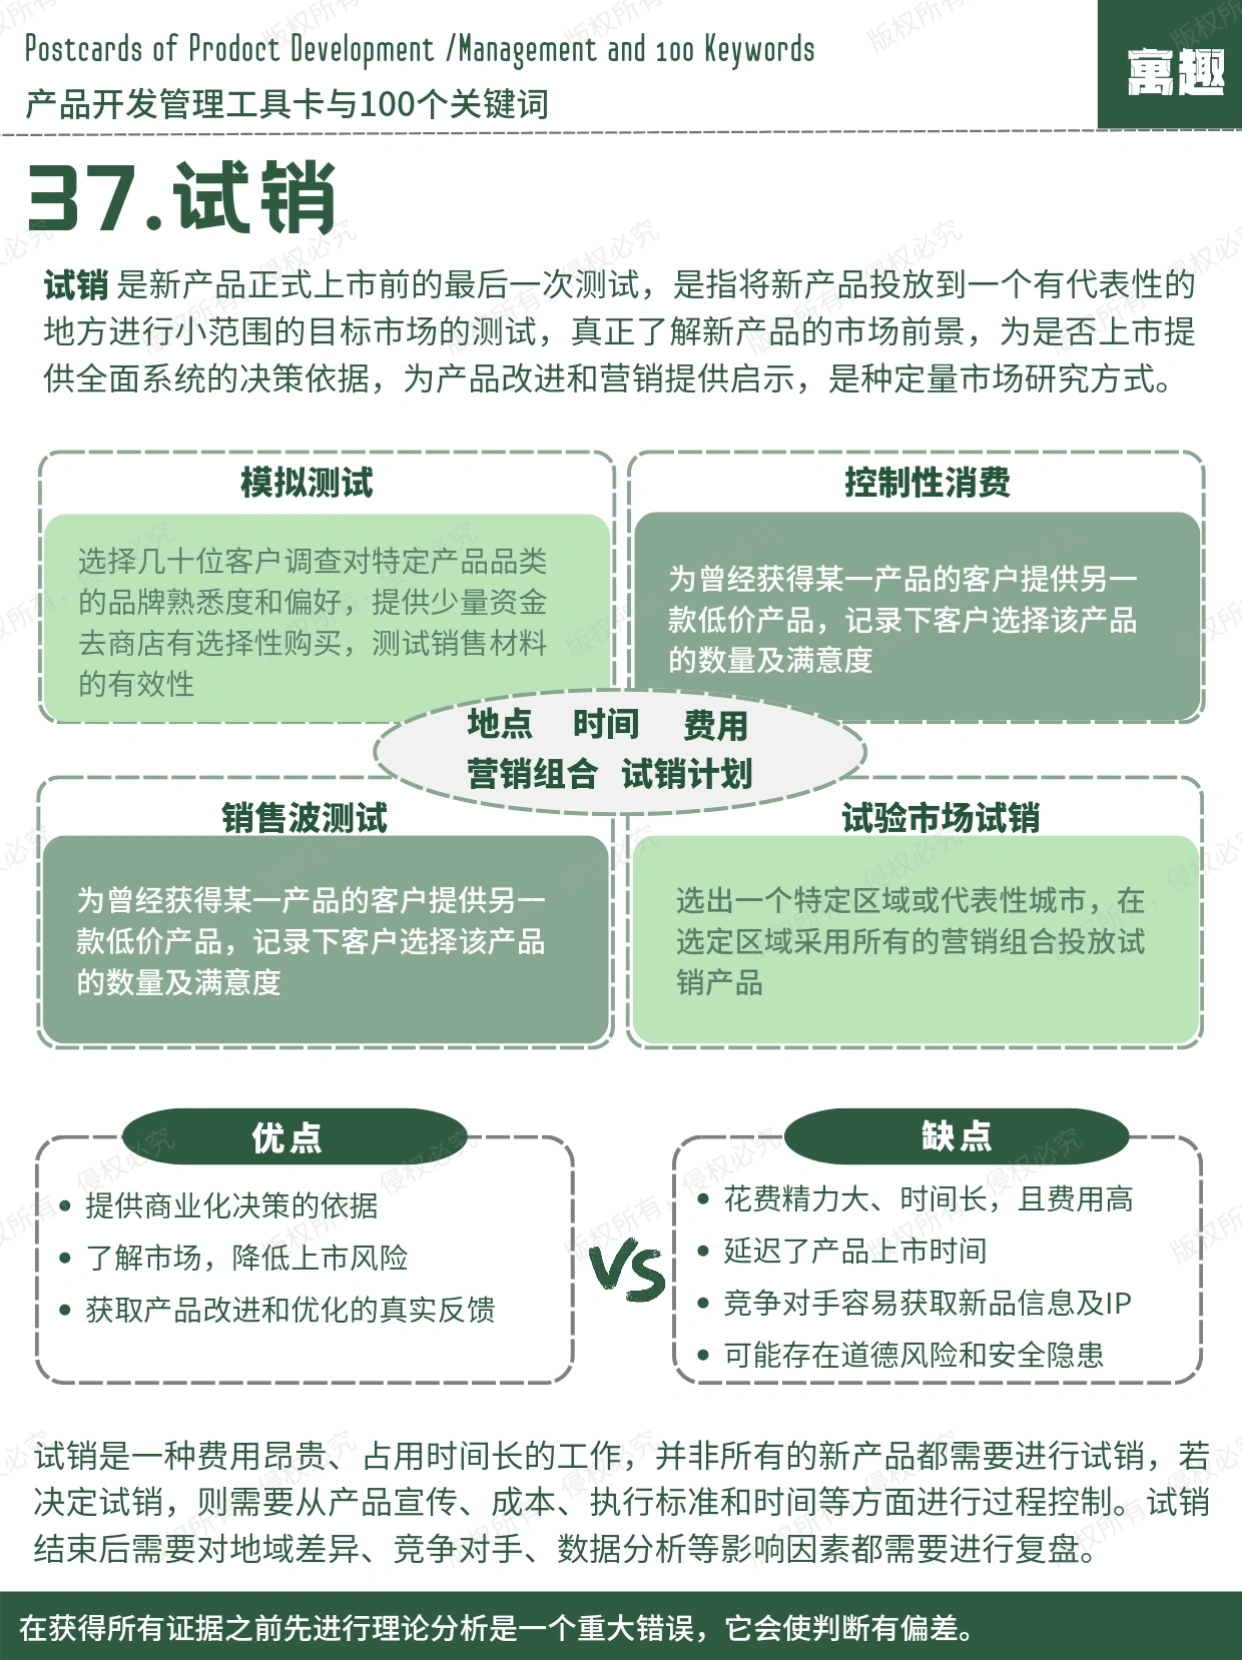 Postcards of Prodoct Development /Management and 100 Keywords
产品开发管理工具卡与100个关键词
寓趣
37.试销
试销 是新产品正式上市前的最后一次测试，是指将新产品投放到一个有代表性的
地方进行小范围的目标市场的测试，真正了解新产品的市场前景，为是否上市提
供全面系统的决策依据，为产品改进和营销提供启示，是种定量市场研究方式。
模拟测试
选择几十位客户调查对特定产品品类
的品牌熟悉度和偏好，提供少量资金
去商店有选择性购买，测试销售材料
的有效性
控制性消费
为曾经获得某一产品的客户提供另一
款低价产品，记录下客户选择该产品
的数量及满意度
地点 时间 费用
营销组合 试销计划
销售波测试
为曾经获得某一产品的客户提供另一
款低价产品，记录下客户选择该产品
的数量及满意度
试验市场试销
选出一个特定区域或代表性城市，在
选定区域采用所有的营销组合投放试
销产品
优点
• 提供商业化决策的依据
• 了解市场，降低上市风险
• 获取产品改进和优化的真实反馈
VS
缺点
• 花费精力大、时间长，且费用高
• 延迟了产品上市时间
• 竞争对手容易获取新品信息及IP
• 可能存在道德风险和安全隐患
试销是一种费用昂贵、占用时间长的工作，并非所有的新产品都需要进行试销，若
决定试销，则需要从产品宣传、成本、执行标准和时间等方面进行过程控制。试销
结束后需要对地域差异、竞争对手、数据分析等影响因素都需要进行复盘。
在获得所有证据之前先进行理论分析是一个重大错误，它会使判断有偏差。
版权所有，侵权必究